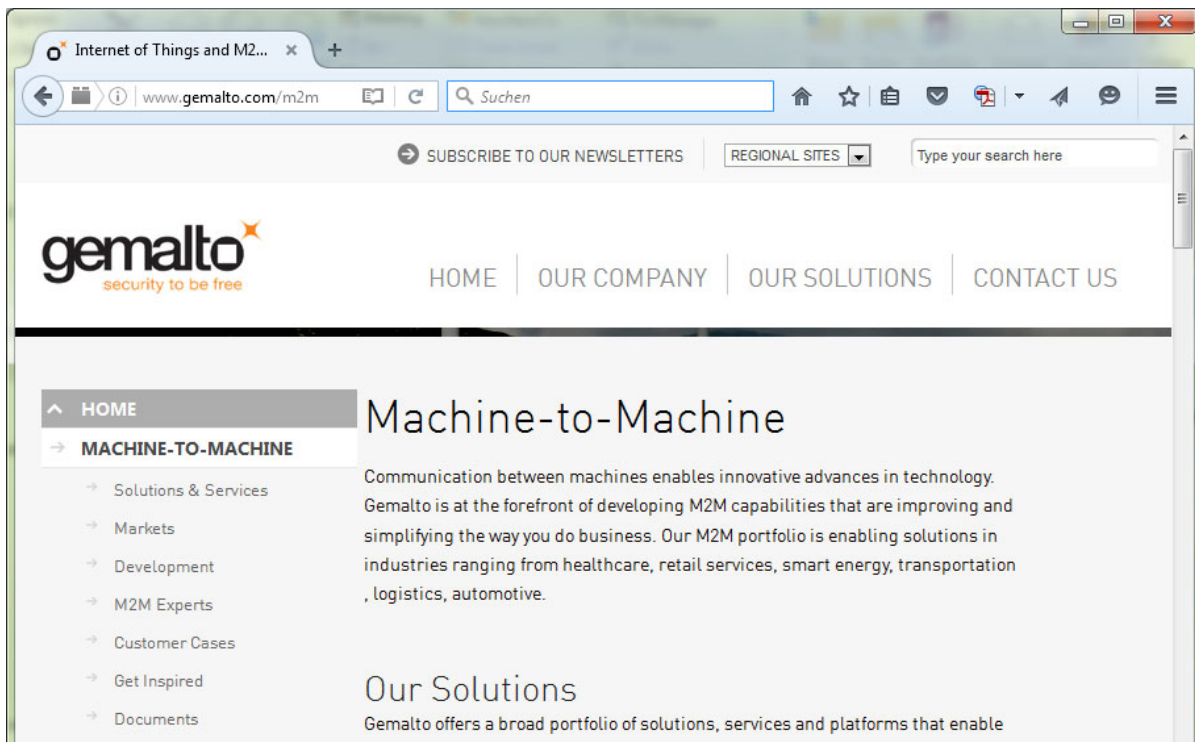 Internet of Things and M2...
www.gemalto.com/m2m
Suchen
SUBSCRIBE TO OUR NEWSLETTERS
REGIONAL SITES
Type your search here
gemalto
security to be free
HOME
OUR COMPANY
OUR SOLUTIONS
CONTACT US
HOME
MACHINE-TO-MACHINE
Solutions & Services
Markets
Development
M2M Experts
Customer Cases
Get Inspired
Documents
Machine-to-Machine
Communication between machines enables innovative advances in technology.
Gemalto is at the forefront of developing M2M capabilities that are improving and
simplifying the way you do business. Our M2M portfolio is enabling solutions in
industries ranging from healthcare, retail services, smart energy, transportation
, logistics, automotive.
Our Solutions
Gemalto offers a broad portfolio of solutions, services and platforms that enable